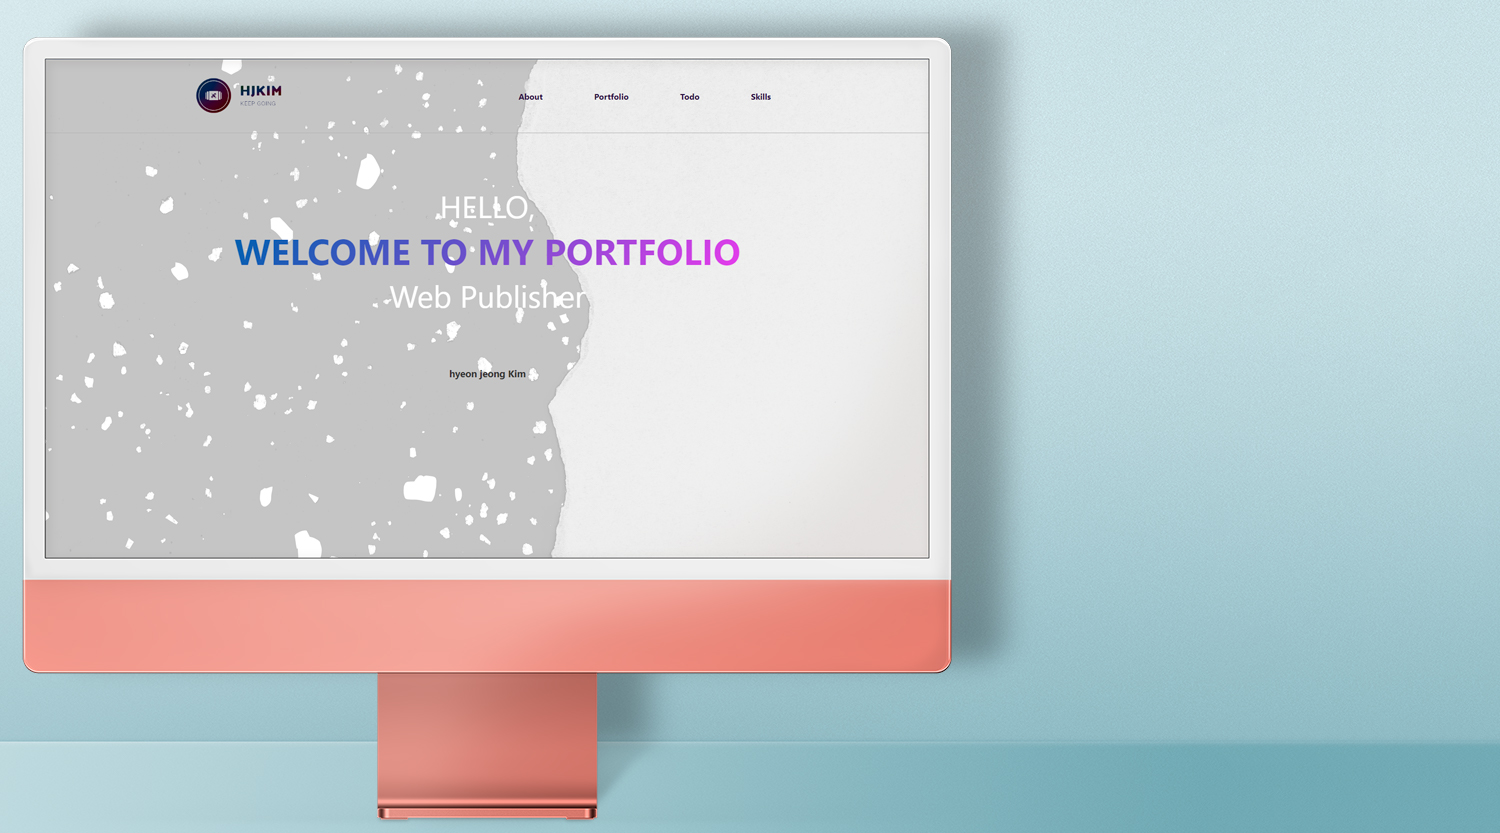 HJKIM
KEEP GOING
About Portfolio Todo Skills
HELLO,
WELCOME TO MY PORTFOLIO
Web Publisher
hyeon jeong Kim